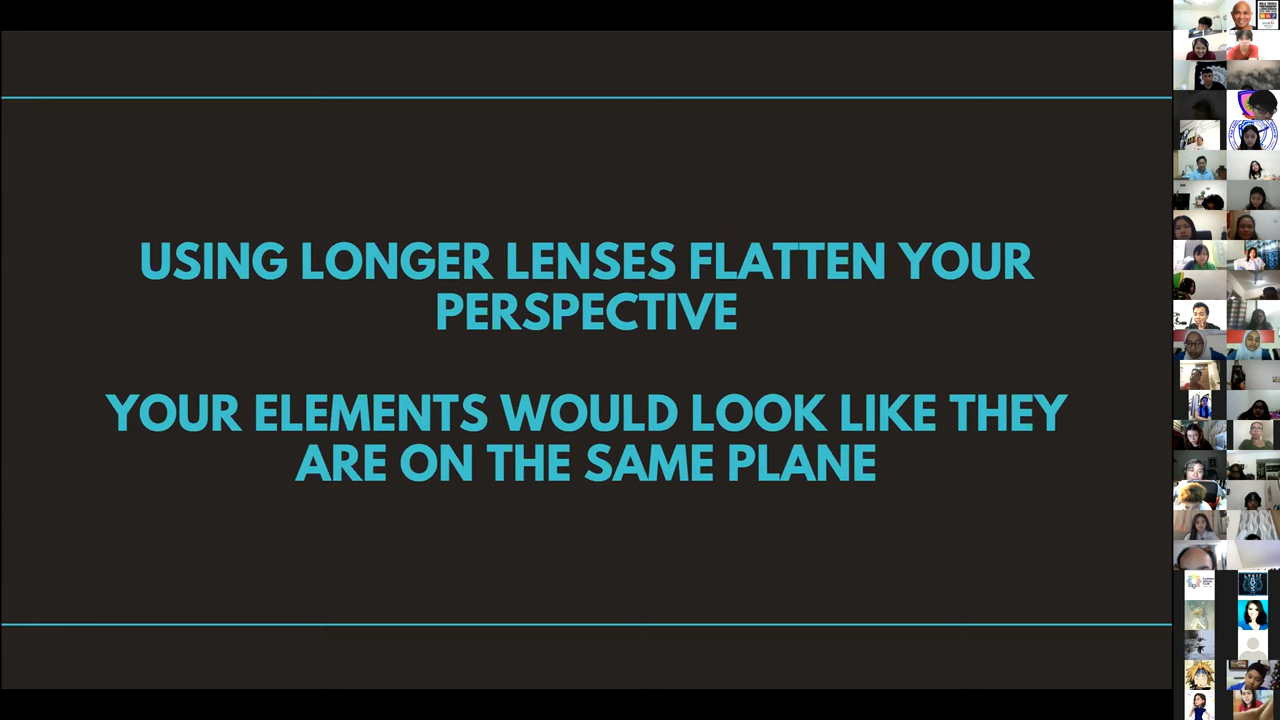 USING LONGER LENSES FLATTEN YOUR
PERSPECTIVE
YOUR ELEMENTS WOULD LOOK LIKE THEY
ARE ON THE SAME PLANE